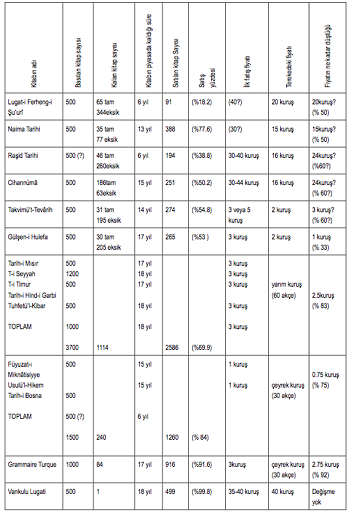 Kitabın adı
Basılan kitap sayısı
Kalan kitap sayısı
Kitabın piyasada kaldığı süre
Satılan kitap Sayısı
Satış yüzdesi
İlk satış fiyatı
Terekedeki fiyatı
Fiyatın ne kadar düştüğü
Lugat-i Ferheng-i 500 65 tam 6 yıl 91 (%18.2) (40?) 20 kuruş 20kuruş?
Şu'urî 344eksik (% 50)
Naima Tarihi 500 35 tam 13 yıl 388 (%77.6) (30?) 15 kuruş 15kuruş?
77 eksik (% 50)
Raşid Tarihi 500 (?) 46 tam 6 yıl 194 (%38.8) 30-40 kuruş 16 kuruş 24kuruş?
260eksik (%60?)
Cihannümâ 500 186tam 15 yıl 251 (%50.2) 30-44 kuruş 16 kuruş 24kuruş?
63eksik (% 60?)
Takvimü't-Tevârih 500 31 tam 14 yıl 274 (%54.8) 3 veya 5 2 kuruş 3 kuruş?
195 eksik kuruş (% 60?)
Gülşen-i Hulefa 500 30 tam 17 yıl 265 (%53 ) 3 kuruş 2 kuruş 1 kuruş
205 eksik (% 33)
Tarih-i Mısır 500 17 yıl 3 kuruş
T-i Seyyah 1200 18 yıl 3 kuruş
T-i Timur 500 17 yıl 3 kuruş yarım kuruş
Tarih-i Hind-i Garbi (60 akçe) 2.5kuruş
Tuhfetü'l-Kibar 500 18 yıl 3 kuruş (% 83)
TOPLAM 1000 18 yıl 3 kuruş
3700 1114 2586 (%69.9)
Füyuzat-ı 500 15 yıl 1 kuruş
Mıknâtisiyye 0.75 kuruş
Usulü'l-Hikem 15 yıl 1 kuruş çeyrek kuruş (% 75)
Tarih-i Bosna 500 (30 akçe)
TOPLAM 500 (?) 6 yıl
1500 240 1260 (% 84)
Grammaire Turque 1000 84 17 yıl 916 (%91.6) 3kuruş çeyrek kuruş 2.75 kuruş
(30 akçe) (% 92)
Vankulu Lugati 500 1 18 yıl 499 (%99.8) 35-40 kuruş 40 kuruş Değişme
yok